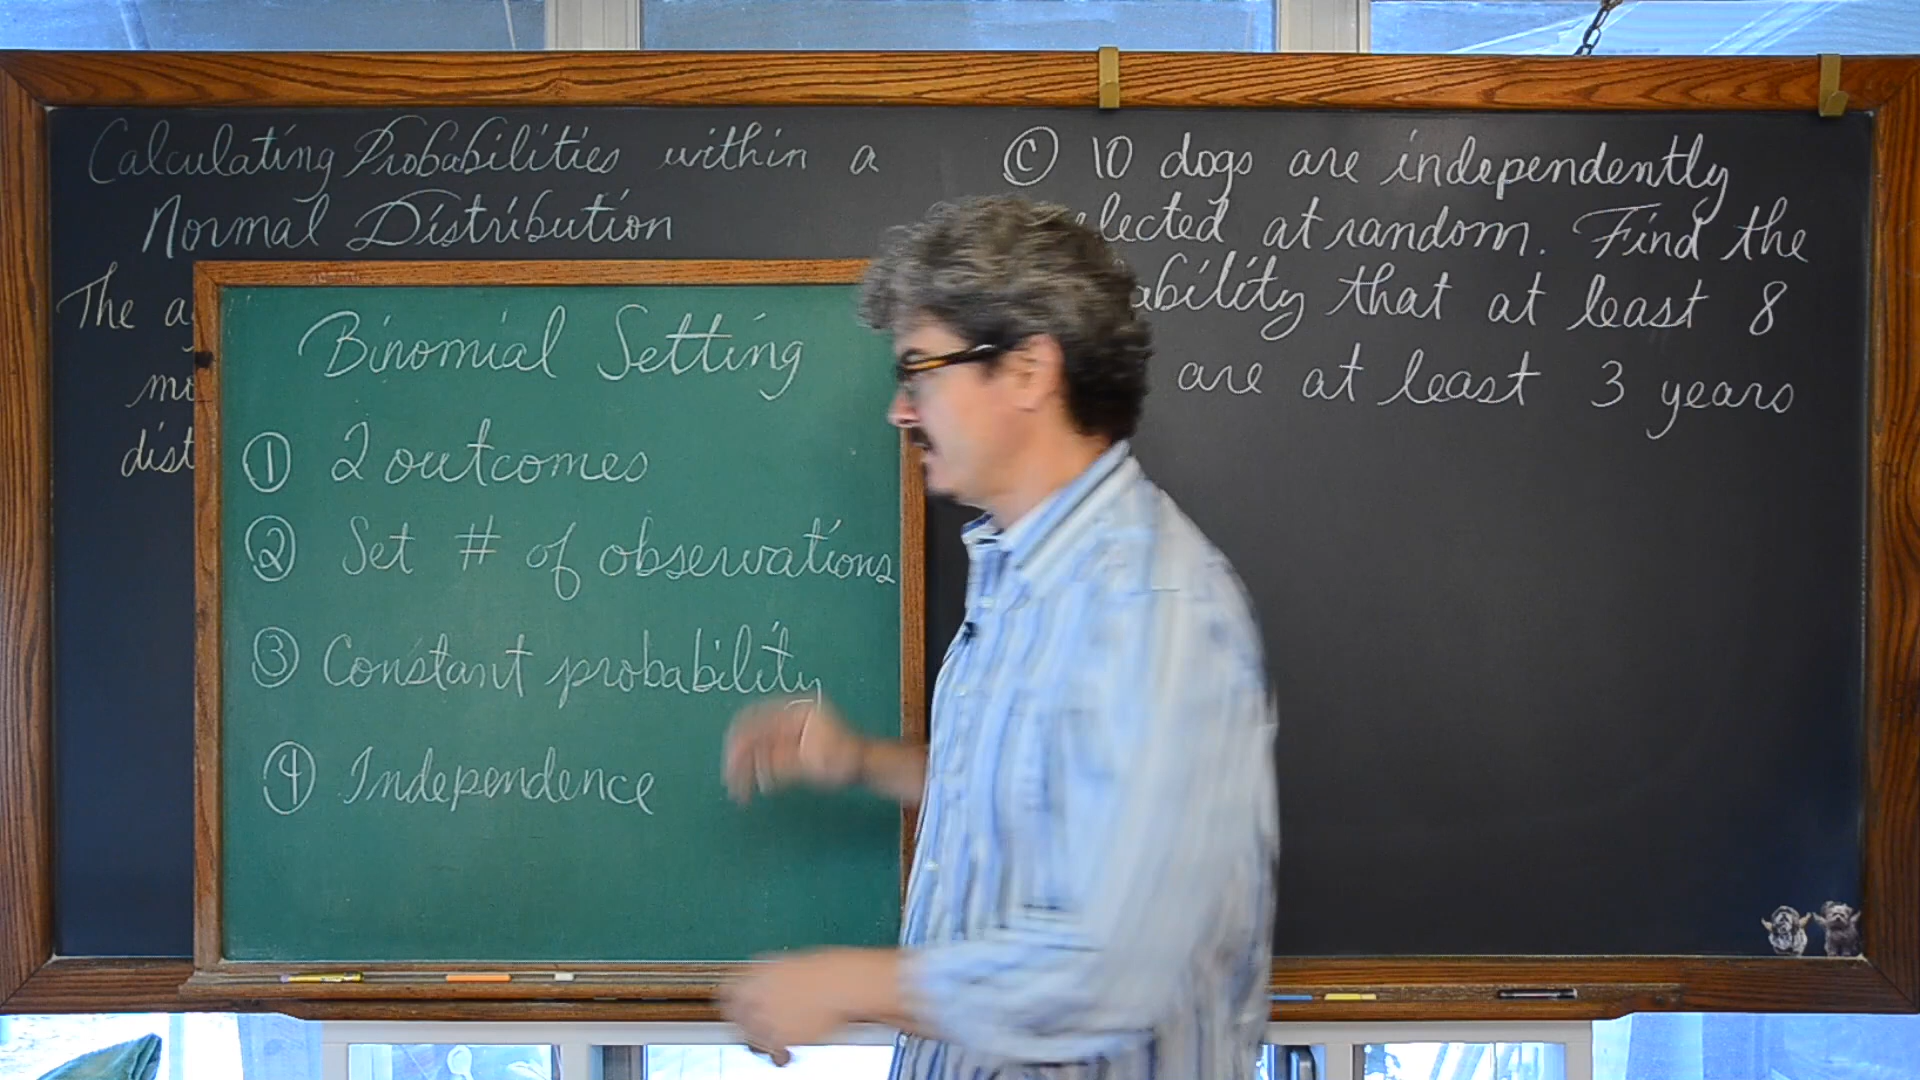 Calculating Probabilities within a
Normal Distribution
The a
mo
dist
Binomial Setting
① 2 outcomes
② Set # of observations
③ Constant probability
④ Independence
Ⓒ 10 dogs are independently
elected at random. Find the
ability that at least 8
are at least 3 years